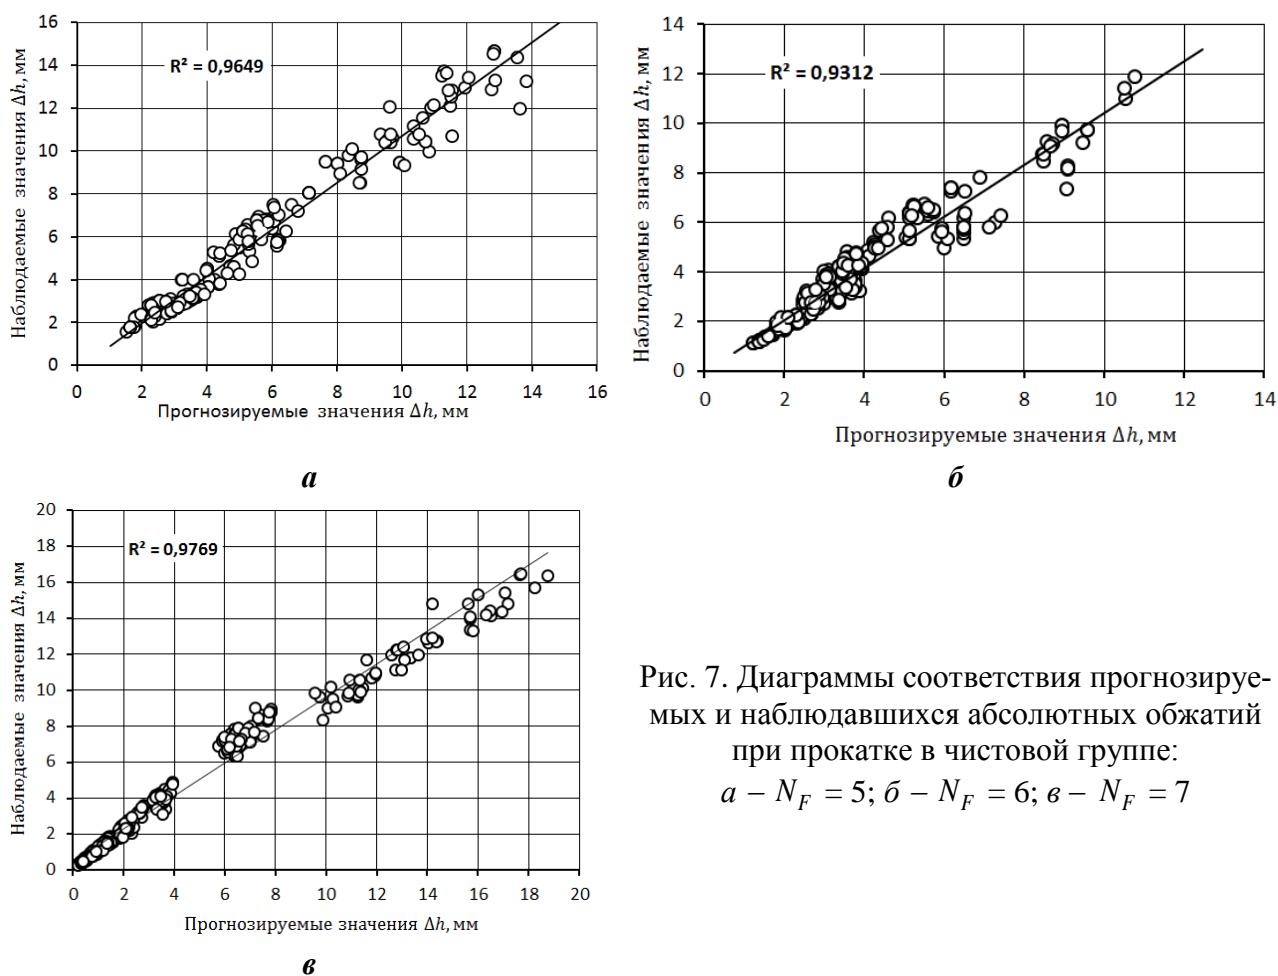 16
14
12
10
8
6
4
2
0
Наблюдаемые значения Δh, мм
R² = 0,9649
0 2 4 6 8 10 12 14 16
Прогнозируемые значения Δh, мм
а
14
12
10
8
6
4
2
0
Наблюдаемые значения Δh, мм
R² = 0,9312
0 2 4 6 8 10 12 14
Прогнозируемые значения Δh, мм
б
20
18
16
14
12
10
8
6
4
2
0
Наблюдаемые значения Δh, мм
R² = 0,9769
0 2 4 6 8 10 12 14 16 18 20
Прогнозируемые значения Δh, мм
в
Рис. 7. Диаграммы соответствия прогнозируе-
мых и наблюдавшихся абсолютных обжатий
при прокатке в чистовой группе:
а – N_F = 5; б – N_F = 6; в – N_F = 7